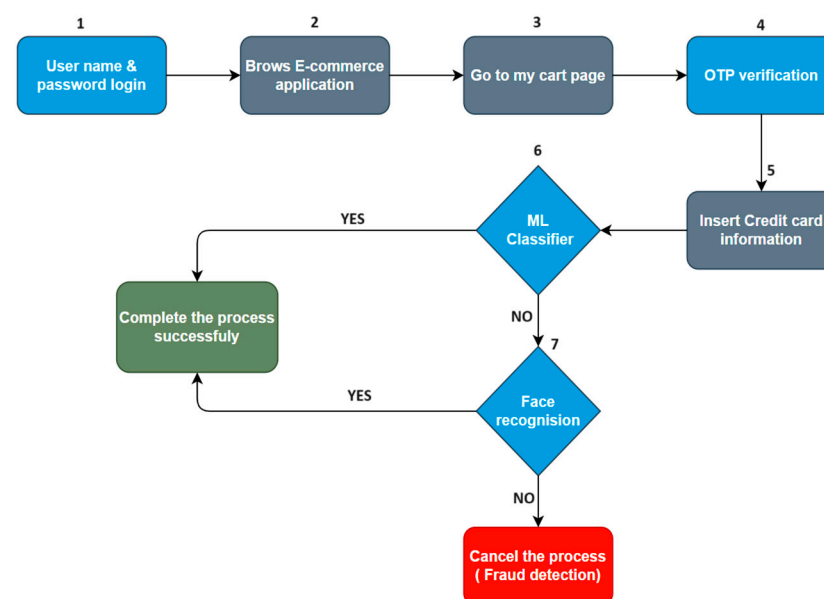 1
2
3
4
User name &
password login
Brows E-commerce
application
Go to my cart page
OTP verification
5
6
YES
ML
Classifier
Insert Credit card
information
Complete the process
successfuly
NO
7
YES
Face
recognision
NO
Cancel the process
( Fraud detection)